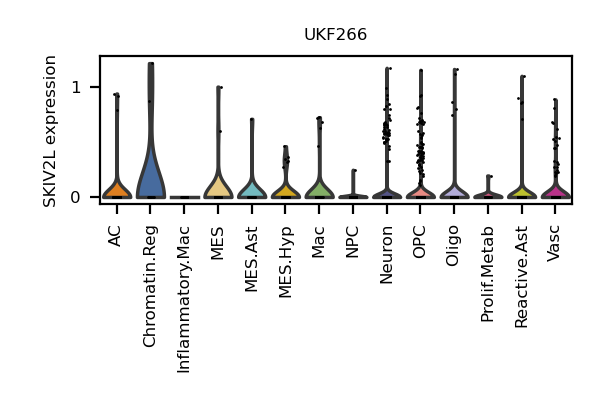 UKF266
SKIV2L expression
1
0
AC
Chromatin.Reg
Inflammatory.Mac
MES
MES.Ast
MES.Hyp
Mac
NPC
Neuron
OPC
Oligo
Prolif.Metab
Reactive.Ast
Vasc